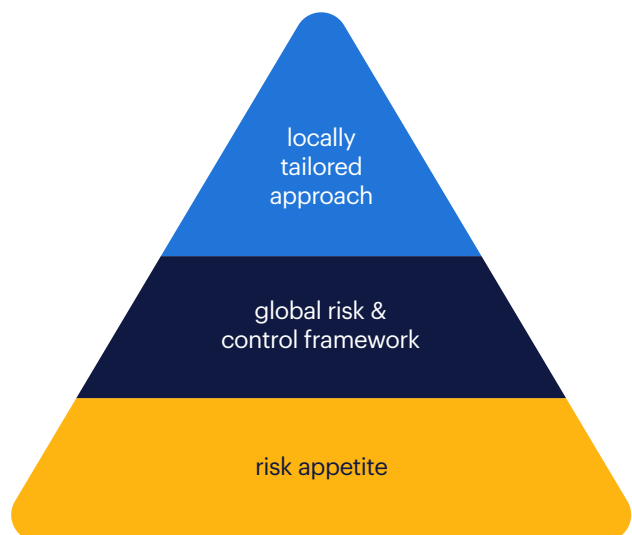 locally
tailored
approach
global risk &
control framework
risk appetite